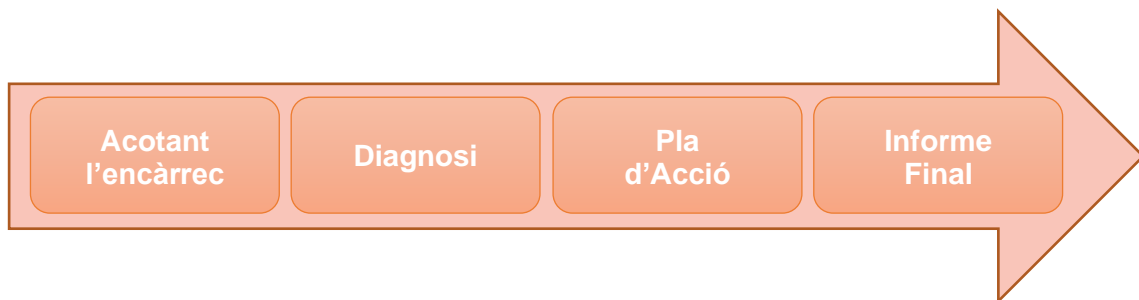 Acotant
l’encàrrec
Diagnosi
Pla
d’Acció
Informe
Final